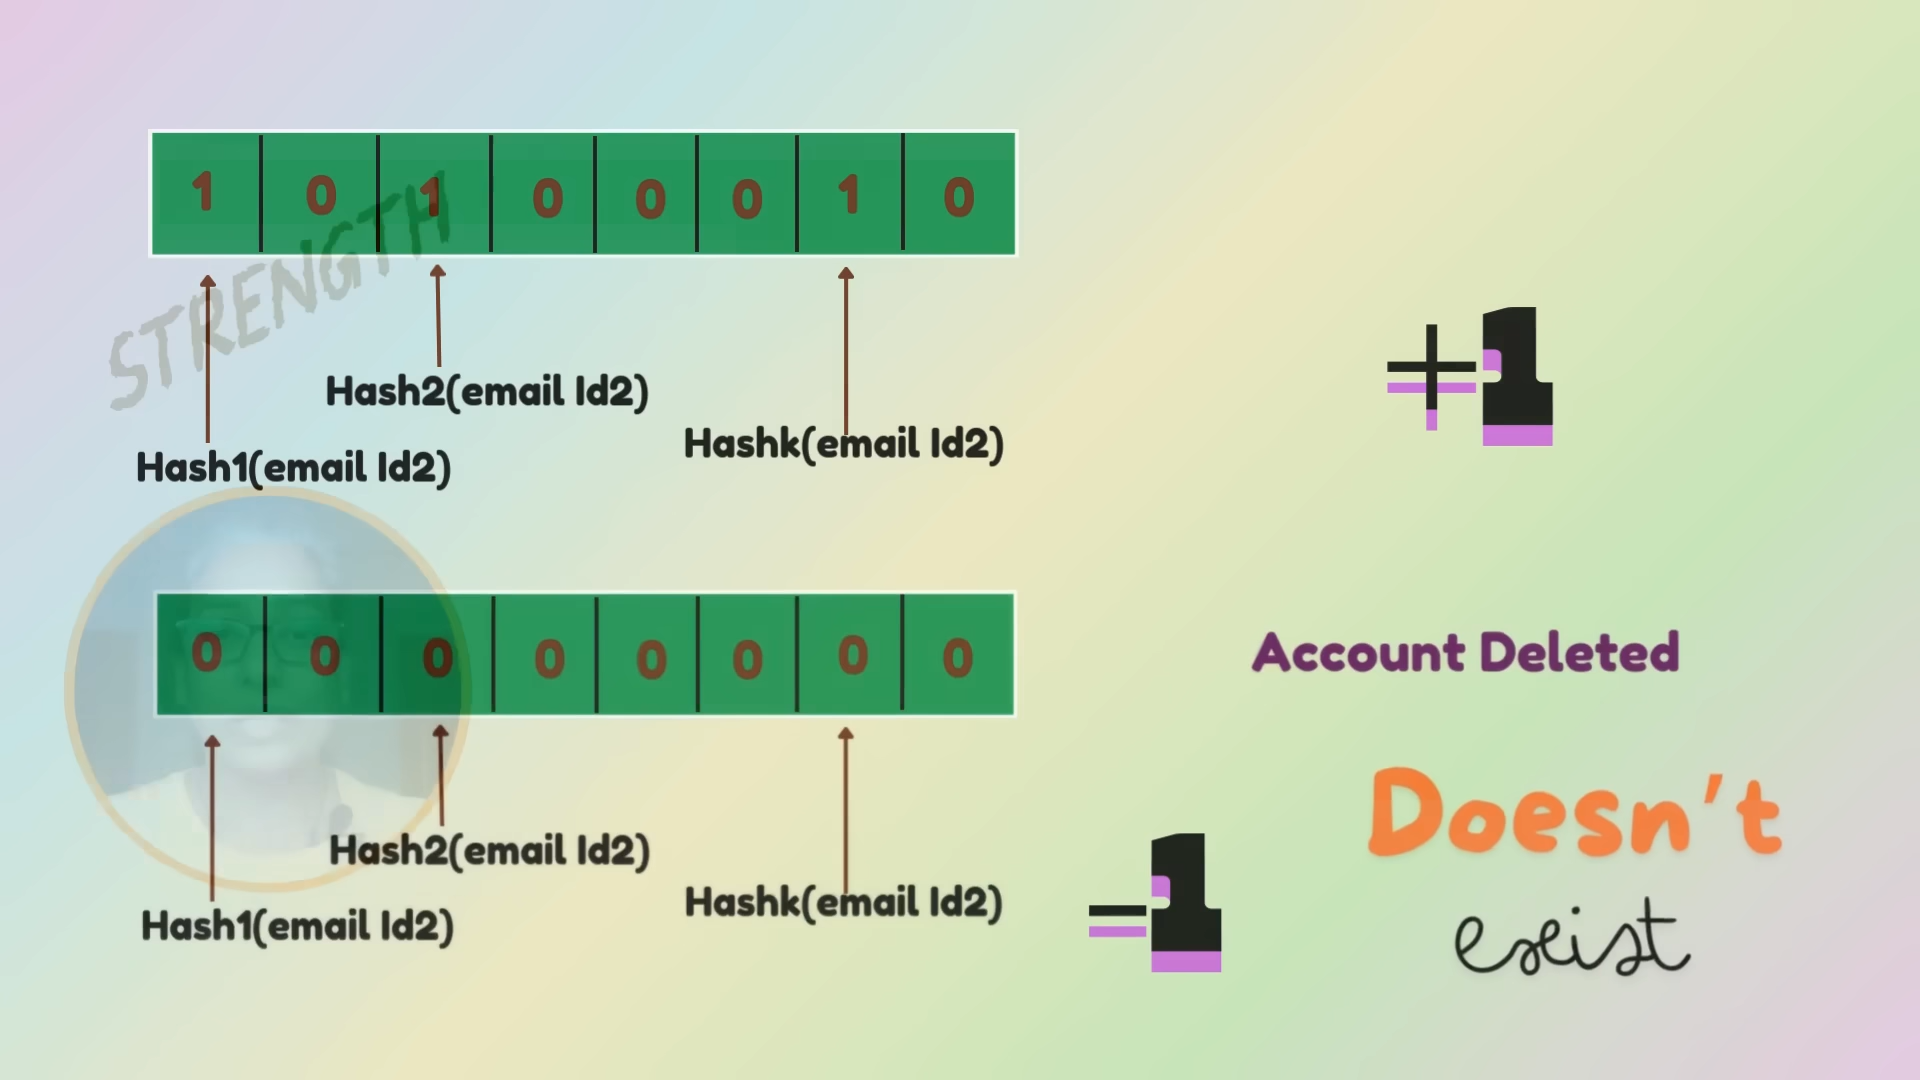 1 0 1 0 0 0 1 0
STRENGTH
+1
Hash2(email Id2)
Hashk(email Id2)
Hash1(email Id2)
0 0 0 0 0 0 0 0
Account Deleted
Hash2(email Id2)
Hashk(email Id2)
Hash1(email Id2)
-1
Doesn't
exist